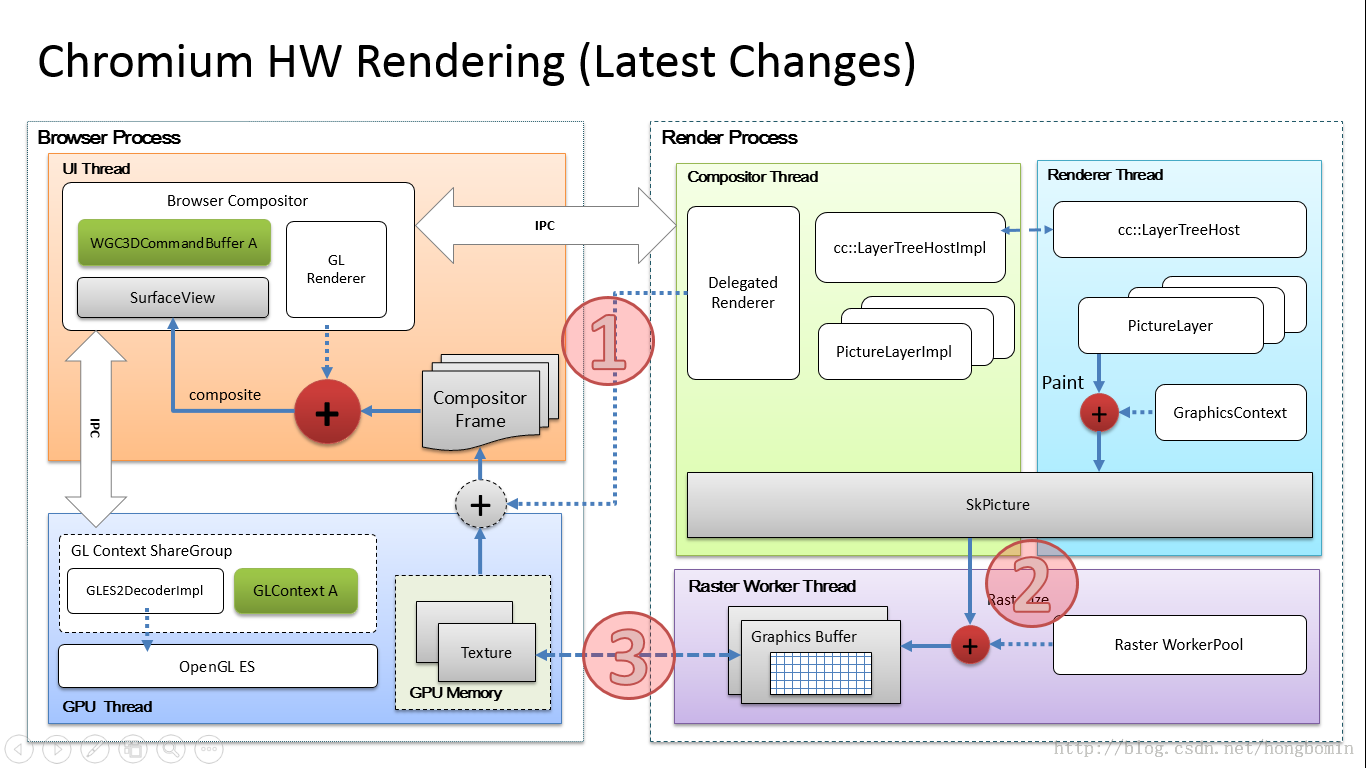 Chromium HW Rendering (Latest Changes)
Browser Process
UI Thread
Browser Compositor
WGC3DCommandBuffer A
SurfaceView
GL
Renderer
composite
Compositor
Frame
IPC
GL Context ShareGroup
GLES2DecoderImpl
GLContext A
OpenGL ES
GPU Thread
Texture
GPU Memory
IPC
1
2
3
Render Process
Compositor Thread
Delegated
Renderer
cc::LayerTreeHostImpl
PictureLayerImpl
Renderer Thread
cc::LayerTreeHost
PictureLayer
Paint
GraphicsContext
SkPicture
Raster Worker Thread
Graphics Buffer
Rasterize
Raster WorkerPool
http://blog.csdn.net/hongbomin